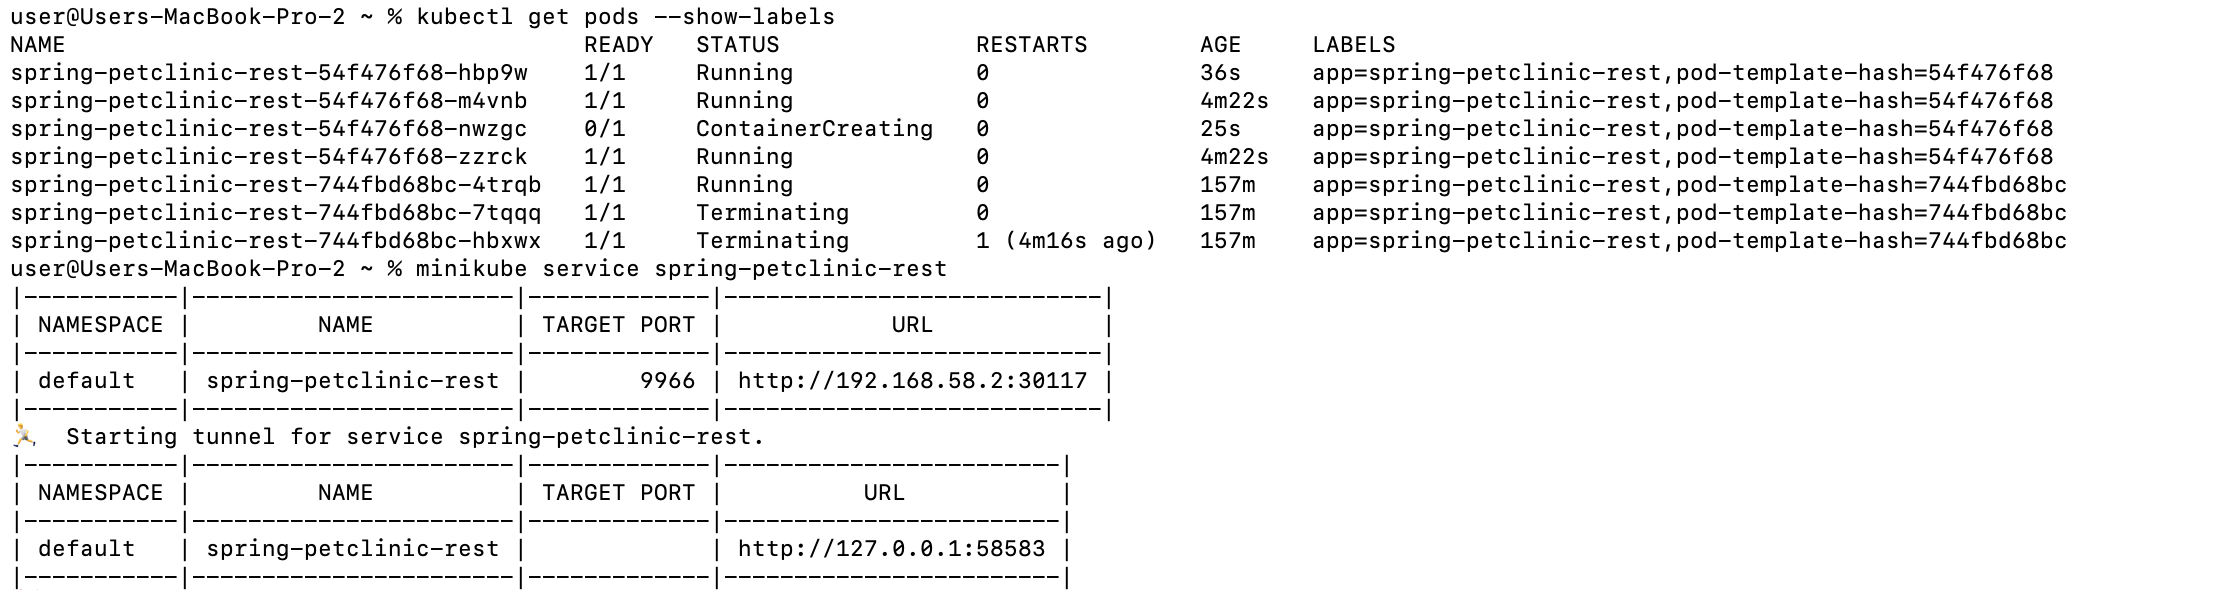 user@Users-MacBook-Pro-2 ~ % kubectl get pods --show-labels
NAME                                     READY   STATUS              RESTARTS        AGE     LABELS
spring-petclinic-rest-54f476f68-hbp9w    1/1     Running             0               36s     app=spring-petclinic-rest,pod-template-hash=54f476f68
spring-petclinic-rest-54f476f68-m4vnb    1/1     Running             0               4m22s   app=spring-petclinic-rest,pod-template-hash=54f476f68
spring-petclinic-rest-54f476f68-nwzgc    0/1     ContainerCreating   0               25s     app=spring-petclinic-rest,pod-template-hash=54f476f68
spring-petclinic-rest-54f476f68-zzrck    1/1     Running             0               4m22s   app=spring-petclinic-rest,pod-template-hash=54f476f68
spring-petclinic-rest-744fbd68bc-4trqb   1/1     Running             0               157m    app=spring-petclinic-rest,pod-template-hash=744fbd68bc
spring-petclinic-rest-744fbd68bc-7tqqq   1/1     Terminating         0               157m    app=spring-petclinic-rest,pod-template-hash=744fbd68bc
spring-petclinic-rest-744fbd68bc-hbxwx   1/1     Terminating         1 (4m16s ago)   157m    app=spring-petclinic-rest,pod-template-hash=744fbd68bc
user@Users-MacBook-Pro-2 ~ % minikube service spring-petclinic-rest
|-----------|-----------------------|-------------|---------------------------|
| NAMESPACE |         NAME          | TARGET PORT |            URL            |
|-----------|-----------------------|-------------|---------------------------|
| default   | spring-petclinic-rest |        9966 | http://192.168.58.2:30117 |
|-----------|-----------------------|-------------|---------------------------|
🏃  Starting tunnel for service spring-petclinic-rest.
|-----------|-----------------------|-------------|------------------------|
| NAMESPACE |         NAME          | TARGET PORT |          URL           |
|-----------|-----------------------|-------------|------------------------|
| default   | spring-petclinic-rest |             | http://127.0.0.1:58583 |
|-----------|-----------------------|-------------|------------------------|